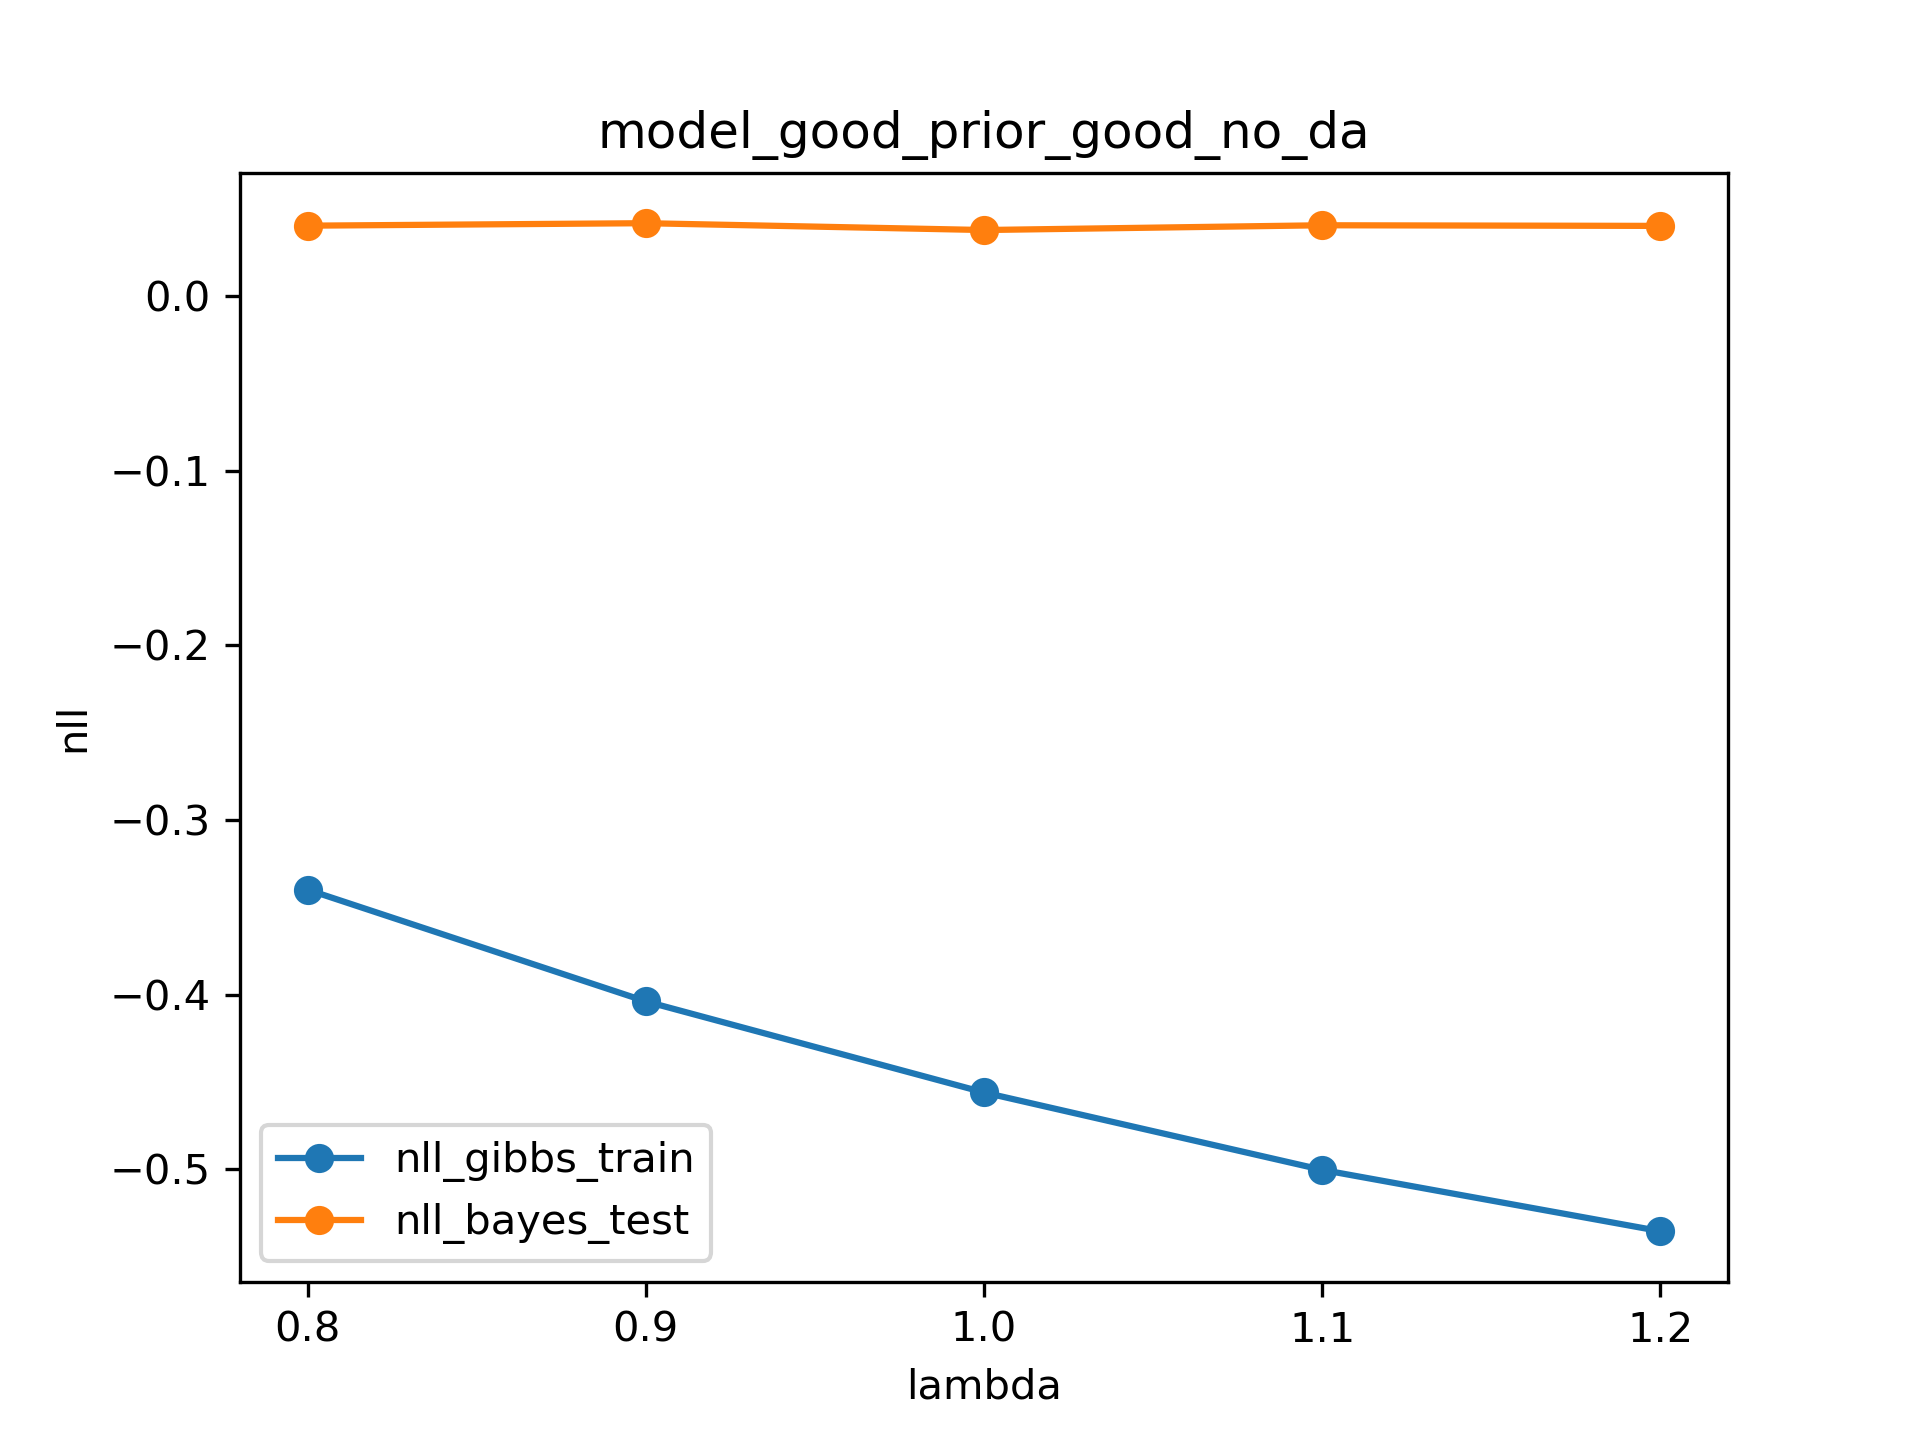 model_good_prior_good_no_da
0.0
−0.1
−0.2
−0.3
−0.4
−0.5
nll
nll_gibbs_train
nll_bayes_test
0.8 0.9 1.0 1.1 1.2
lambda